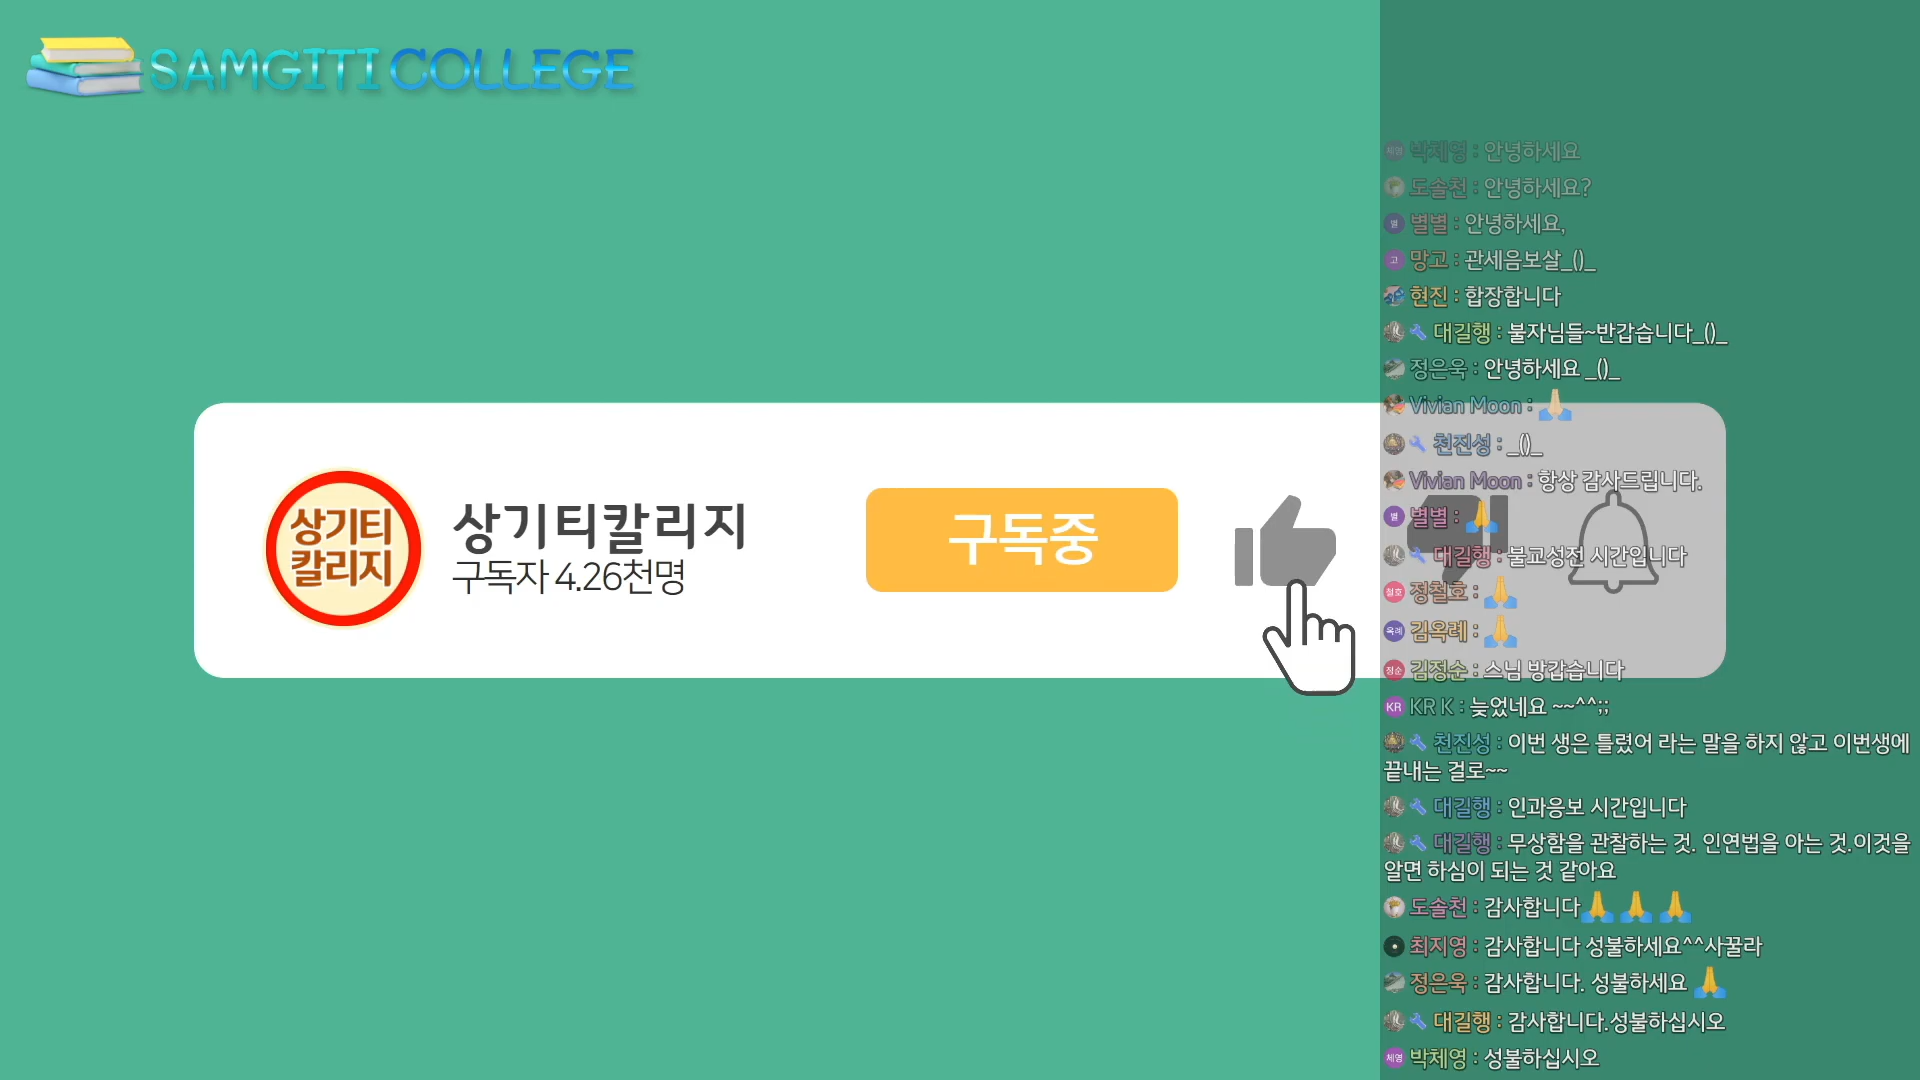 SAMGITI COLLEGE
상기티
칼리지
상기티칼리지
구독자 4.26천명
구독중
체영 박체영 : 안녕하세요
도솔천 : 안녕하세요?
별 별별 : 안녕하세요,
고 망고 : 관세음보살_()_
현진 : 합장합니다
대길행 : 불자님들~반갑습니다_()_
정은욱 : 안녕하세요 _()_
Vivian Moon : 🙏
천진성 : _()_
Vivian Moon : 항상 감사드립니다.
별 별별 : 🙏
대길행 : 불교성전 시간입니다
철호 정철호 : 🙏
옥례 김옥례 : 🙏
정순 김정순 : 스님 방갑습니다
KR KR K : 늦었네요 ~~^^;;
천진성 : 이번 생은 틀렸어 라는 말을 하지 않고 이번생에
끝내는 걸로~~
대길행 : 인과응보 시간입니다
대길행 : 무상함을 관찰하는 것. 인연법을 아는 것.이것을
알면 하심이 되는 것 같아요
도솔천 : 감사합니다🙏 🙏 🙏
최지영 : 감사합니다 성불하세요^^사꿀라
정은욱 : 감사합니다. 성불하세요 🙏
대길행 : 감사합니다.성불하십시오
체영 박체영 : 성불하십시오